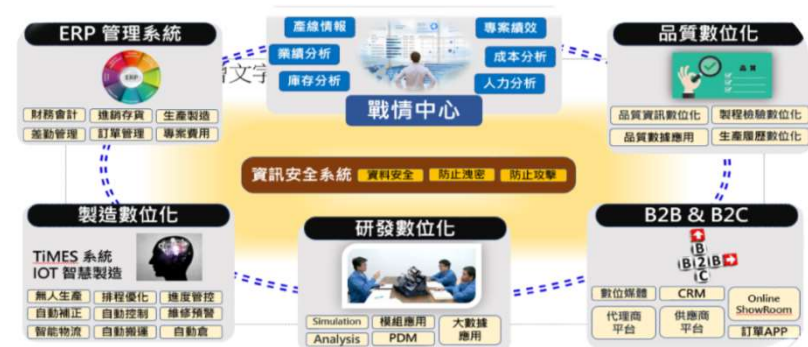 ERP 管理系統
ERP
財務會計 進銷存貨 生產製造
差勤管理 訂單管理 專案費用
產線情報 專案績效
業績分析 成本分析
庫存分析 人力分析
戰情中心
文字
品質數位化
品質
品質資訊數位化 製程檢驗數位化
品質數據應用 生產履歷數位化
資訊安全系統 資料安全 防止洩密 防止攻擊
製造數位化
TiMES 系統
IOT 智慧製造
無人生產 排程優化 進度管控
自動補正 自動控制 維修預警
智能物流 自動搬運 自動倉
研發數位化
Simulation 模組應用 大數據應用
Analysis PDM
B2B & B2C
B
B2B
C
數位媒體 CRM Online
ShowRoom
代理商 供應商
平台 平台
訂單APP